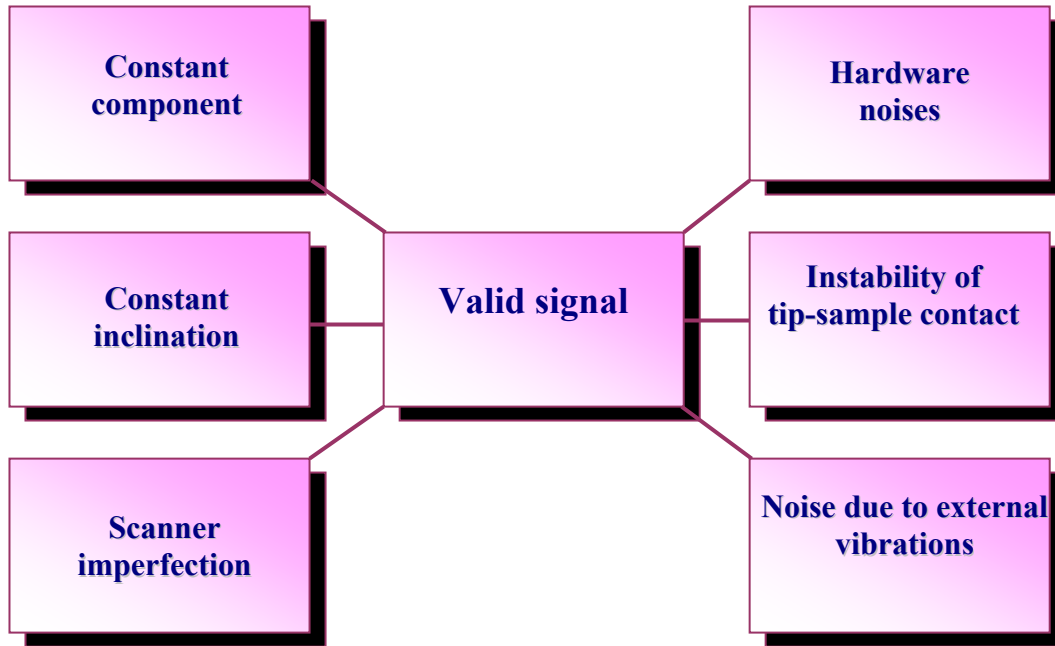 Constant
component
Hardware
noises
Constant
inclination
Valid signal
Instability of
tip-sample contact
Scanner
imperfection
Noise due to external
vibrations